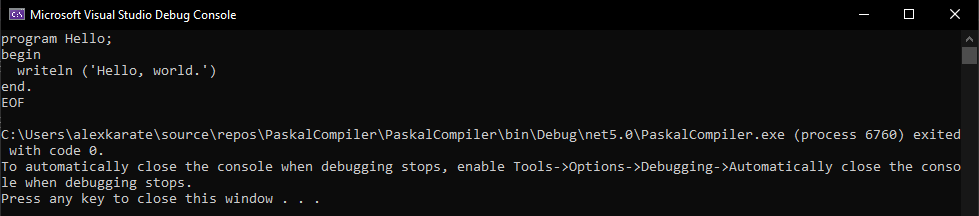 Microsoft Visual Studio Debug Console
program Hello;
begin
  writeln ('Hello, world.')
end.
EOF
C:\Users\alexkarate\source\repos\PaskalCompiler\PaskalCompiler\bin\Debug\net5.0\PaskalCompiler.exe (process 6760) exited
 with code 0.
To automatically close the console when debugging stops, enable Tools->Options->Debugging->Automatically close the conso
le when debugging stops.
Press any key to close this window . . .